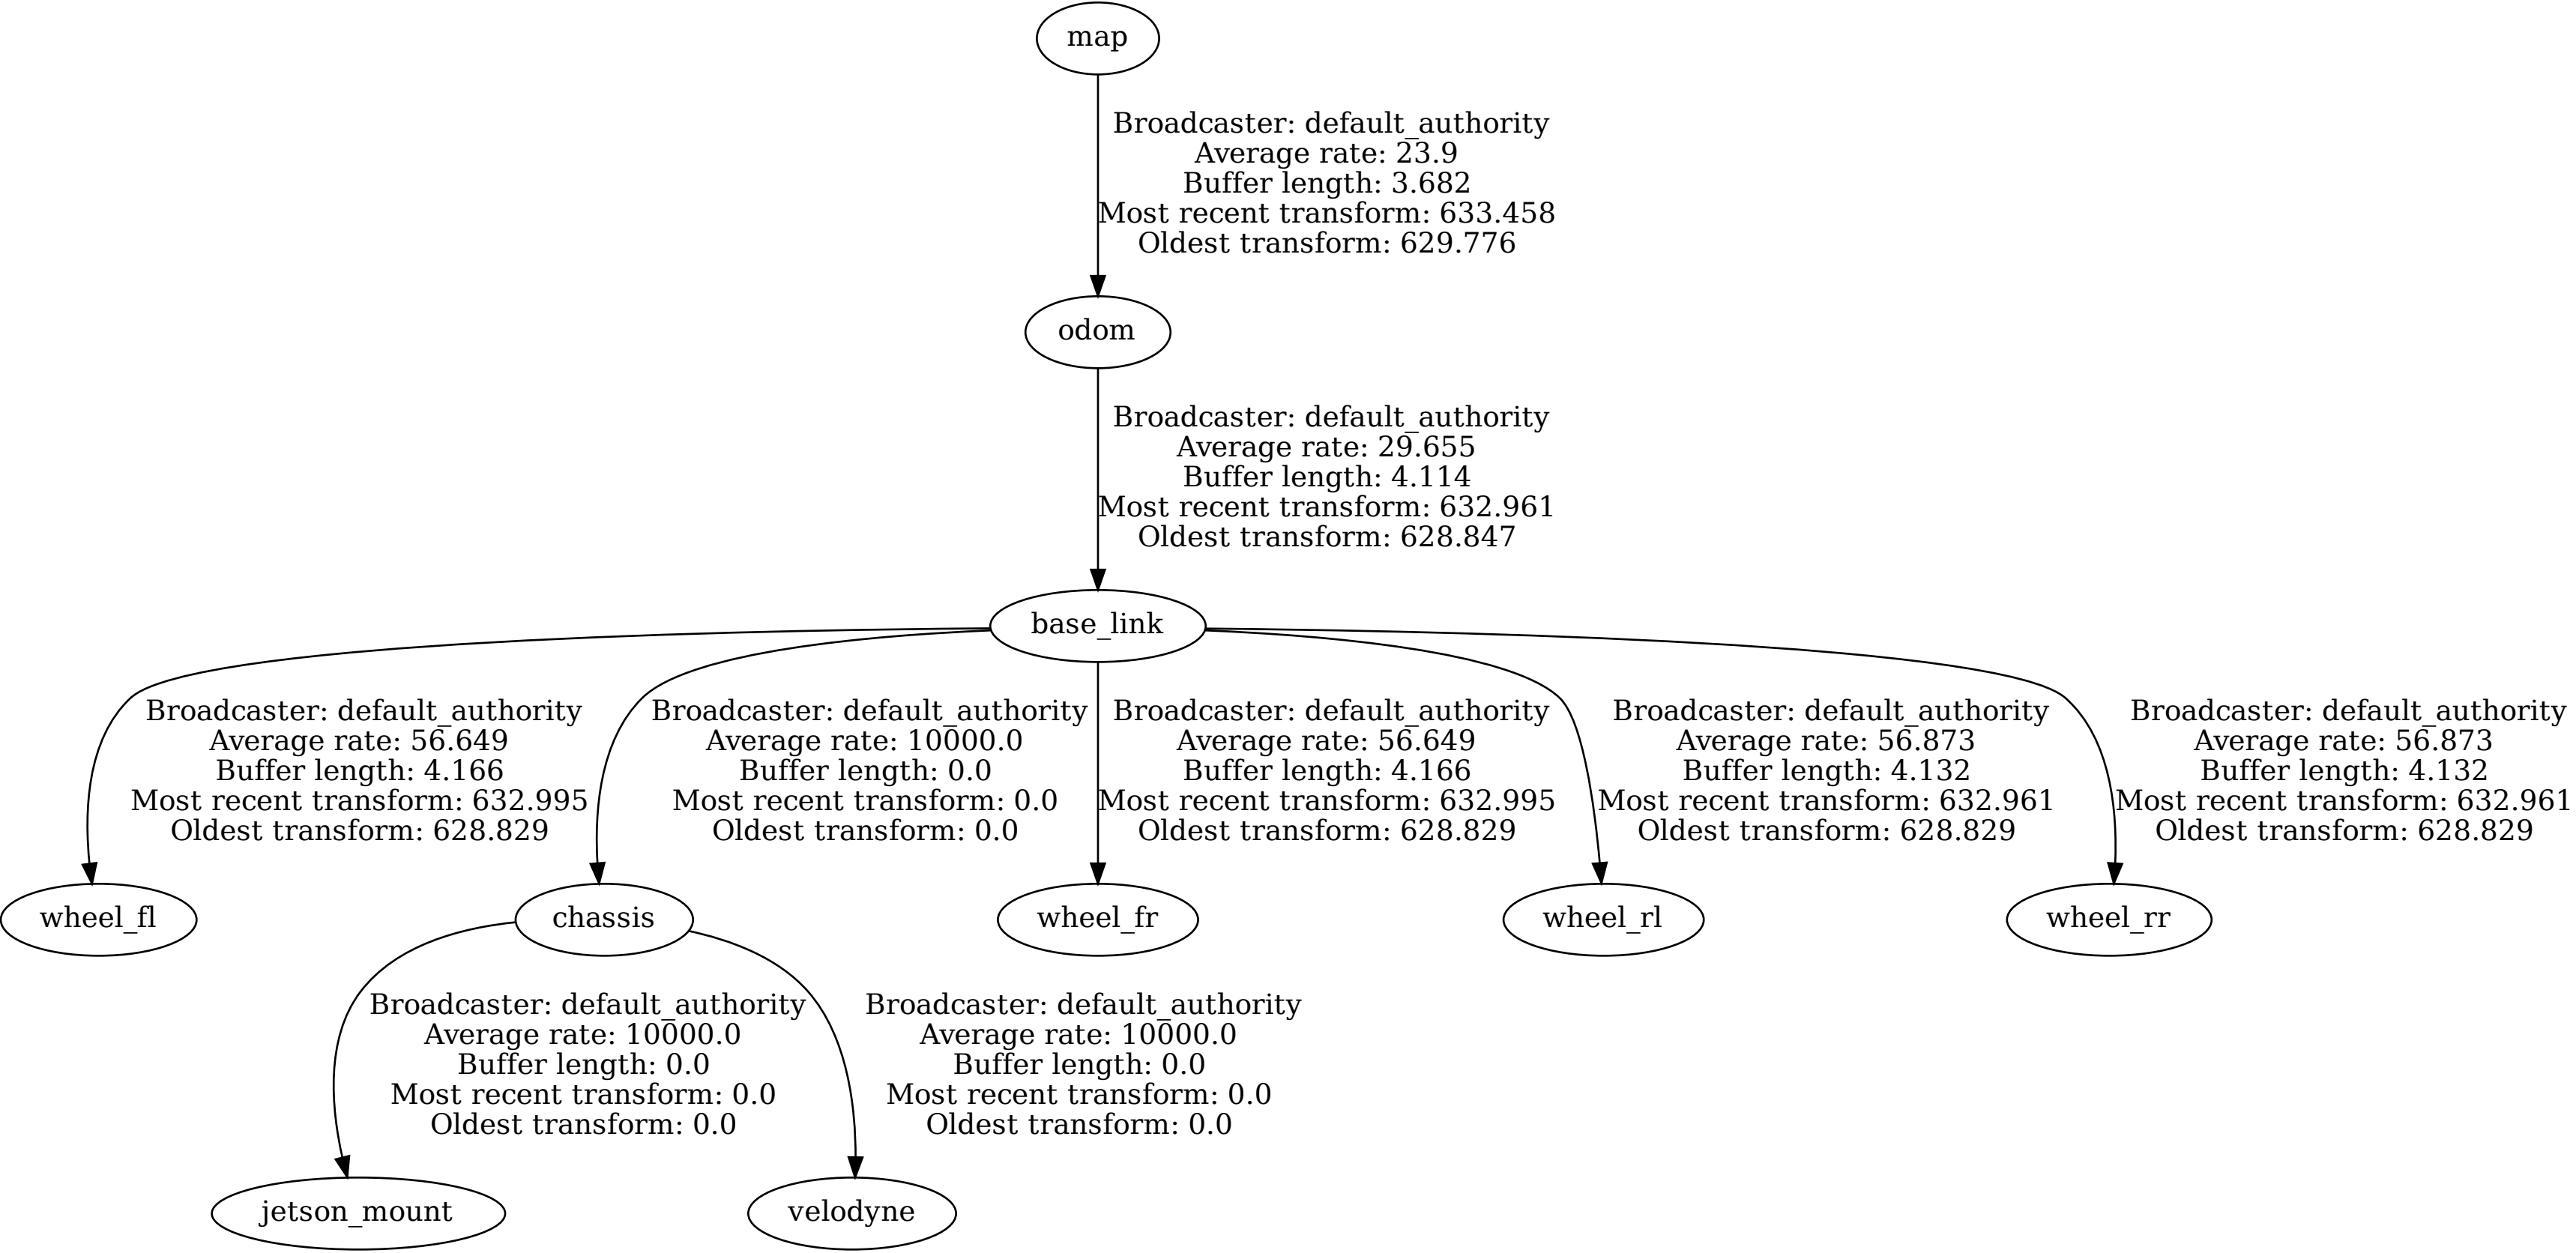 map
Broadcaster: default_authority
Average rate: 23.9
Buffer length: 3.682
Most recent transform: 633.458
Oldest transform: 629.776
odom
Broadcaster: default_authority
Average rate: 29.655
Buffer length: 4.114
Most recent transform: 632.961
Oldest transform: 628.847
base_link
Broadcaster: default_authority
Average rate: 56.649
Buffer length: 4.166
Most recent transform: 632.995
Oldest transform: 628.829
Broadcaster: default_authority
Average rate: 10000.0
Buffer length: 0.0
Most recent transform: 0.0
Oldest transform: 0.0
Broadcaster: default_authority
Average rate: 56.649
Buffer length: 4.166
Most recent transform: 632.995
Oldest transform: 628.829
Broadcaster: default_authority
Average rate: 56.873
Buffer length: 4.132
Most recent transform: 632.961
Oldest transform: 628.829
Broadcaster: default_authority
Average rate: 56.873
Buffer length: 4.132
Most recent transform: 632.961
Oldest transform: 628.829
wheel_fl
chassis
wheel_fr
wheel_rl
wheel_rr
Broadcaster: default_authority
Average rate: 10000.0
Buffer length: 0.0
Most recent transform: 0.0
Oldest transform: 0.0
Broadcaster: default_authority
Average rate: 10000.0
Buffer length: 0.0
Most recent transform: 0.0
Oldest transform: 0.0
jetson_mount
velodyne